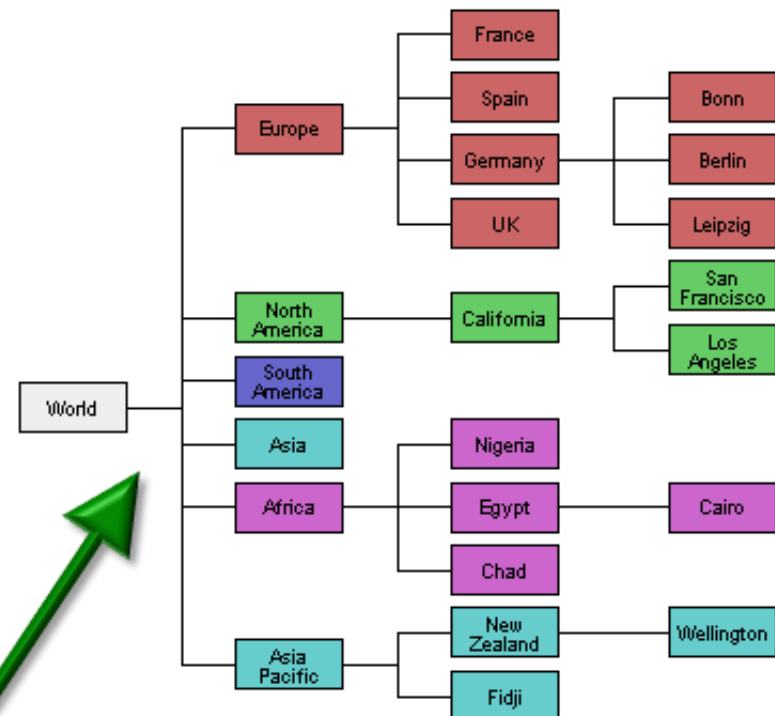 France
Spain
Bonn
Europe
Germany
Berlin
UK
Leipzig
San
Francisco
North
America
California
Los
Angeles
South
America
World
Asia
Nigeria
Africa
Egypt
Cairo
Chad
New
Zealand
Wellington
Asia
Pacific
Fidji